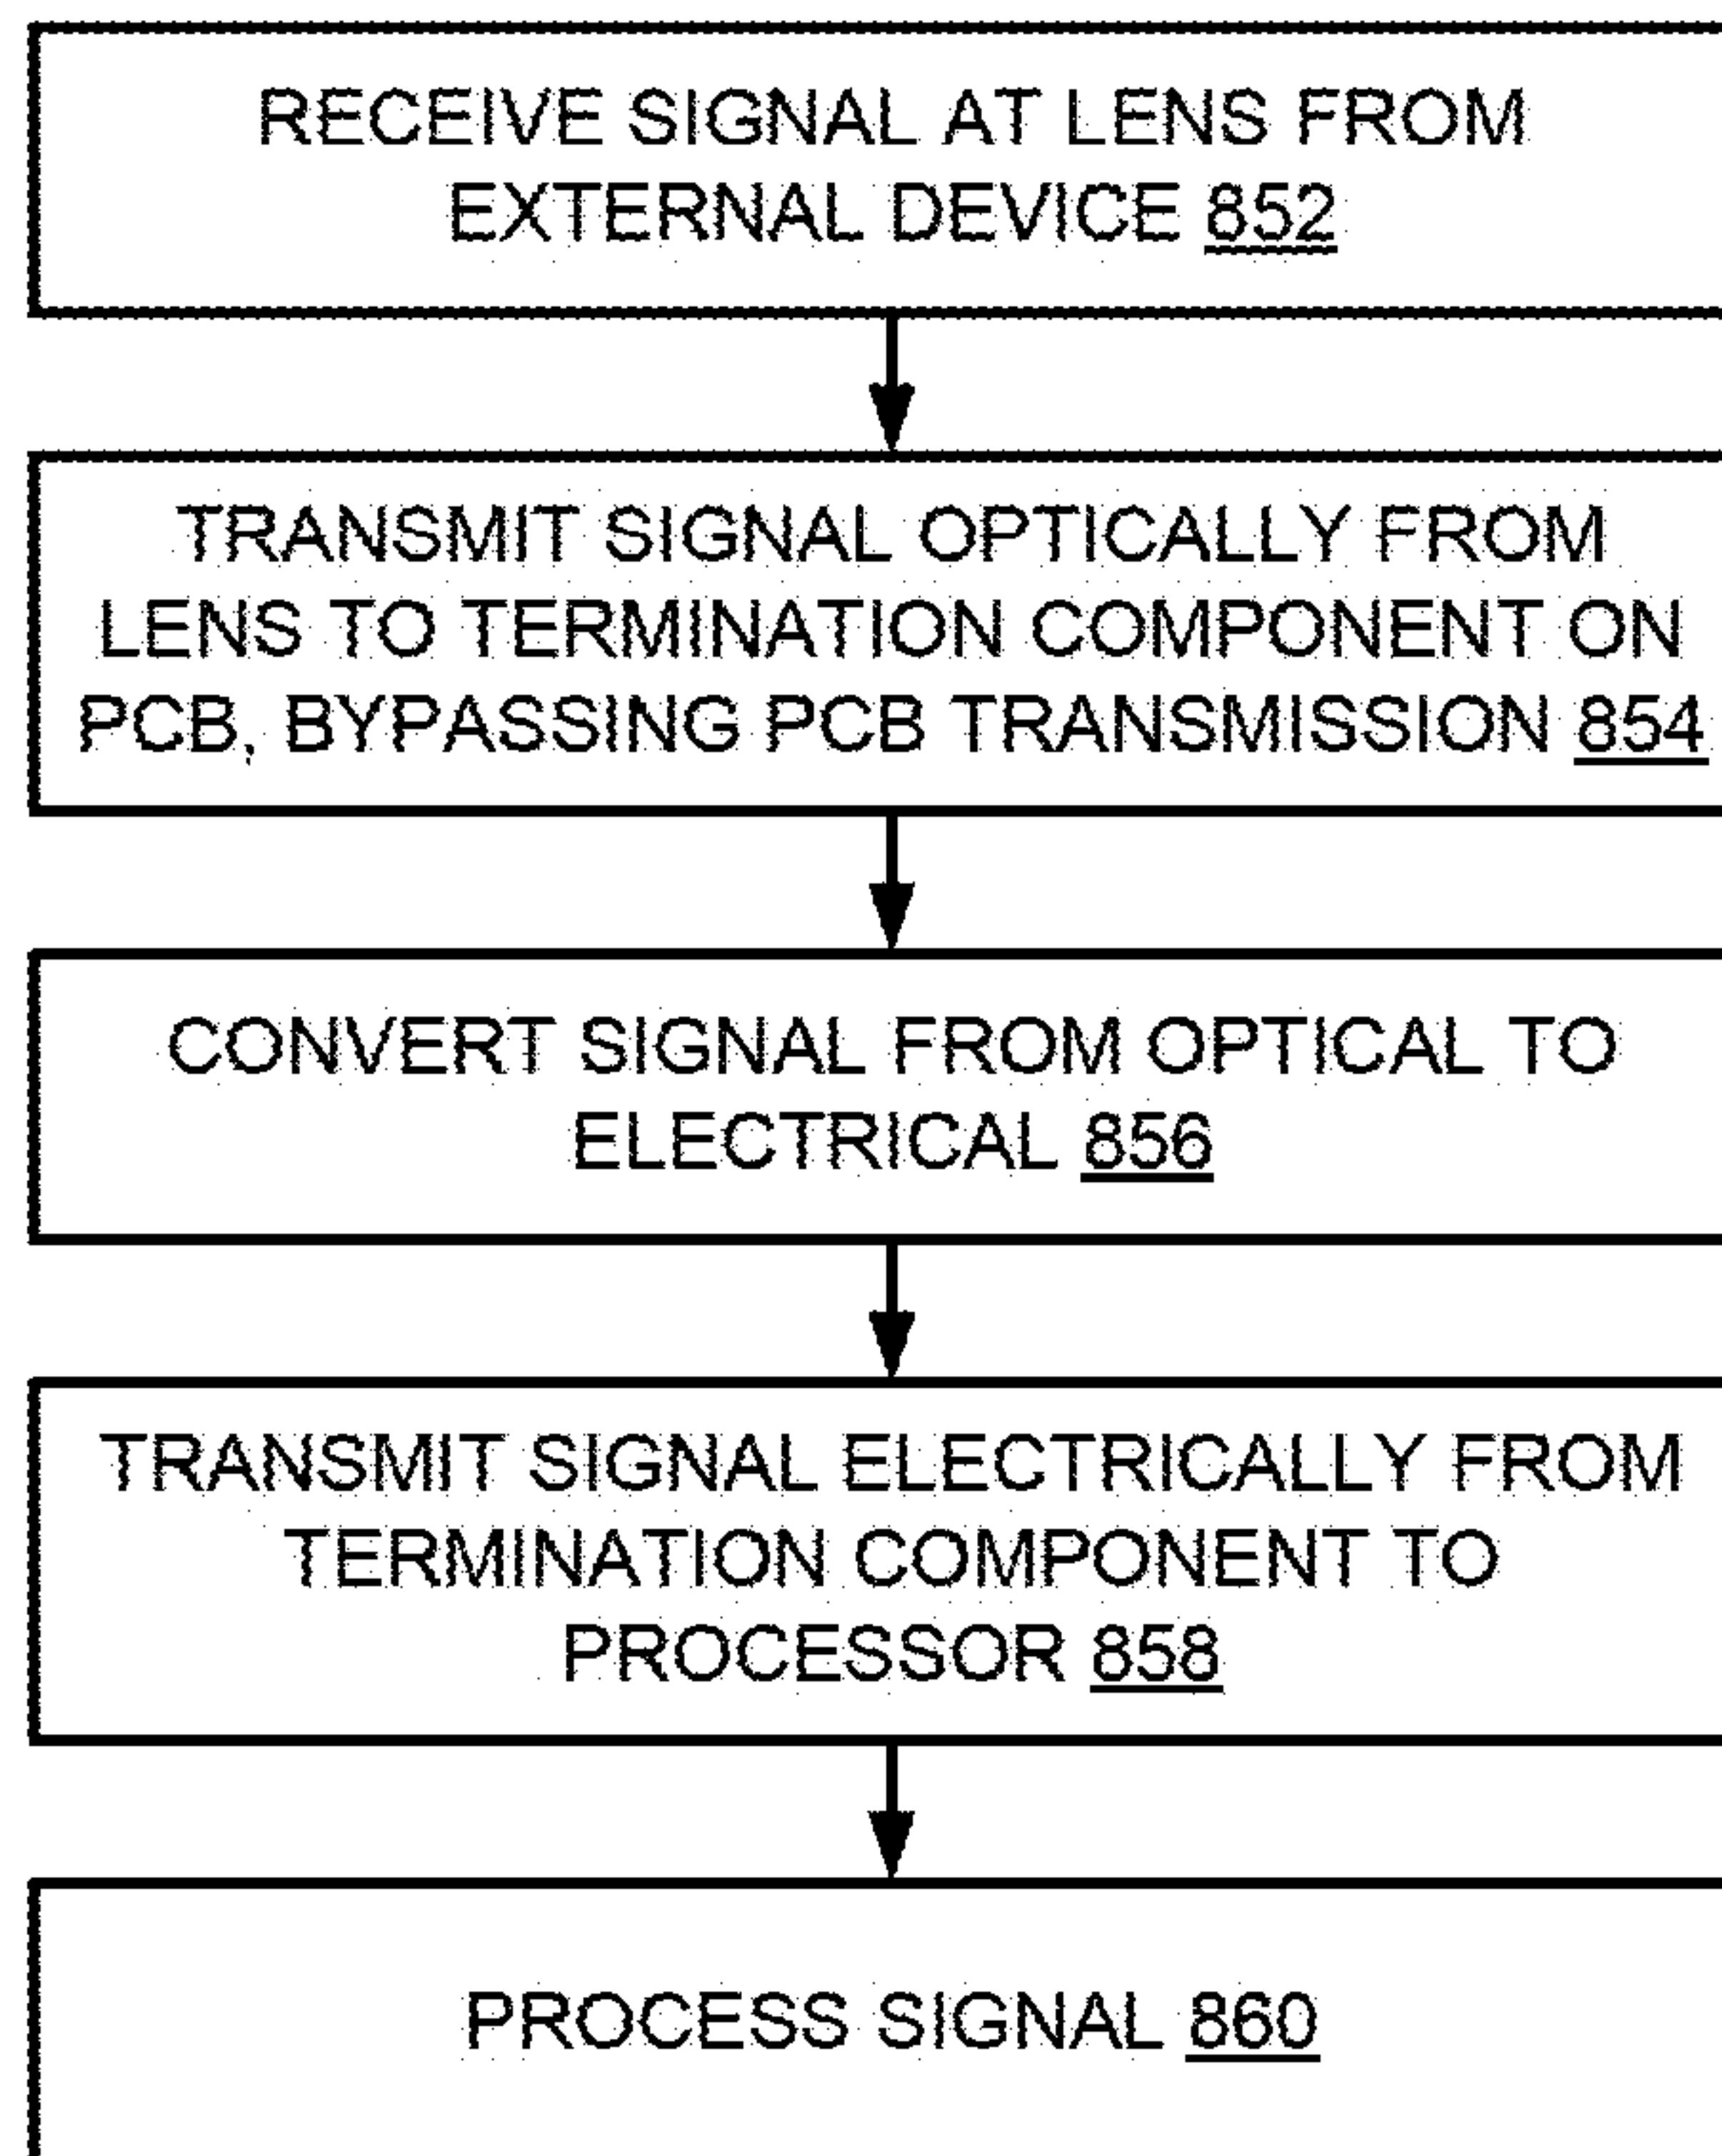 RECEIVE SIGNAL AT LENS FROM
EXTERNAL DEVICE 852
TRANSMIT SIGNAL OPTICALLY FROM
LENS TO TERMINATION COMPONENT ON
PCB, BYPASSING PCB TRANSMISSION 854
CONVERT SIGNAL FROM OPTICAL TO
ELECTRICAL 856
TRANSMIT SIGNAL ELECTRICALLY FROM
TERMINATION COMPONENT TO
PROCESSOR 858
PROCESS SIGNAL 860